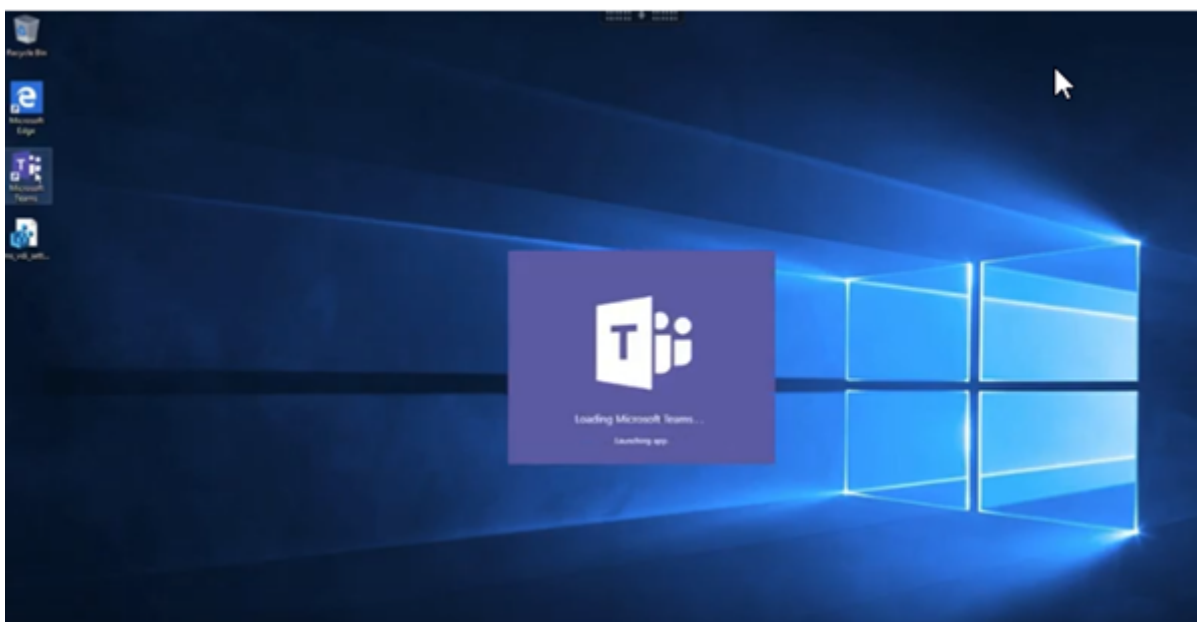 Recycle Bin
Microsoft
Edge
Microsoft
Teams
T
Loading Microsoft Teams...
Launching app